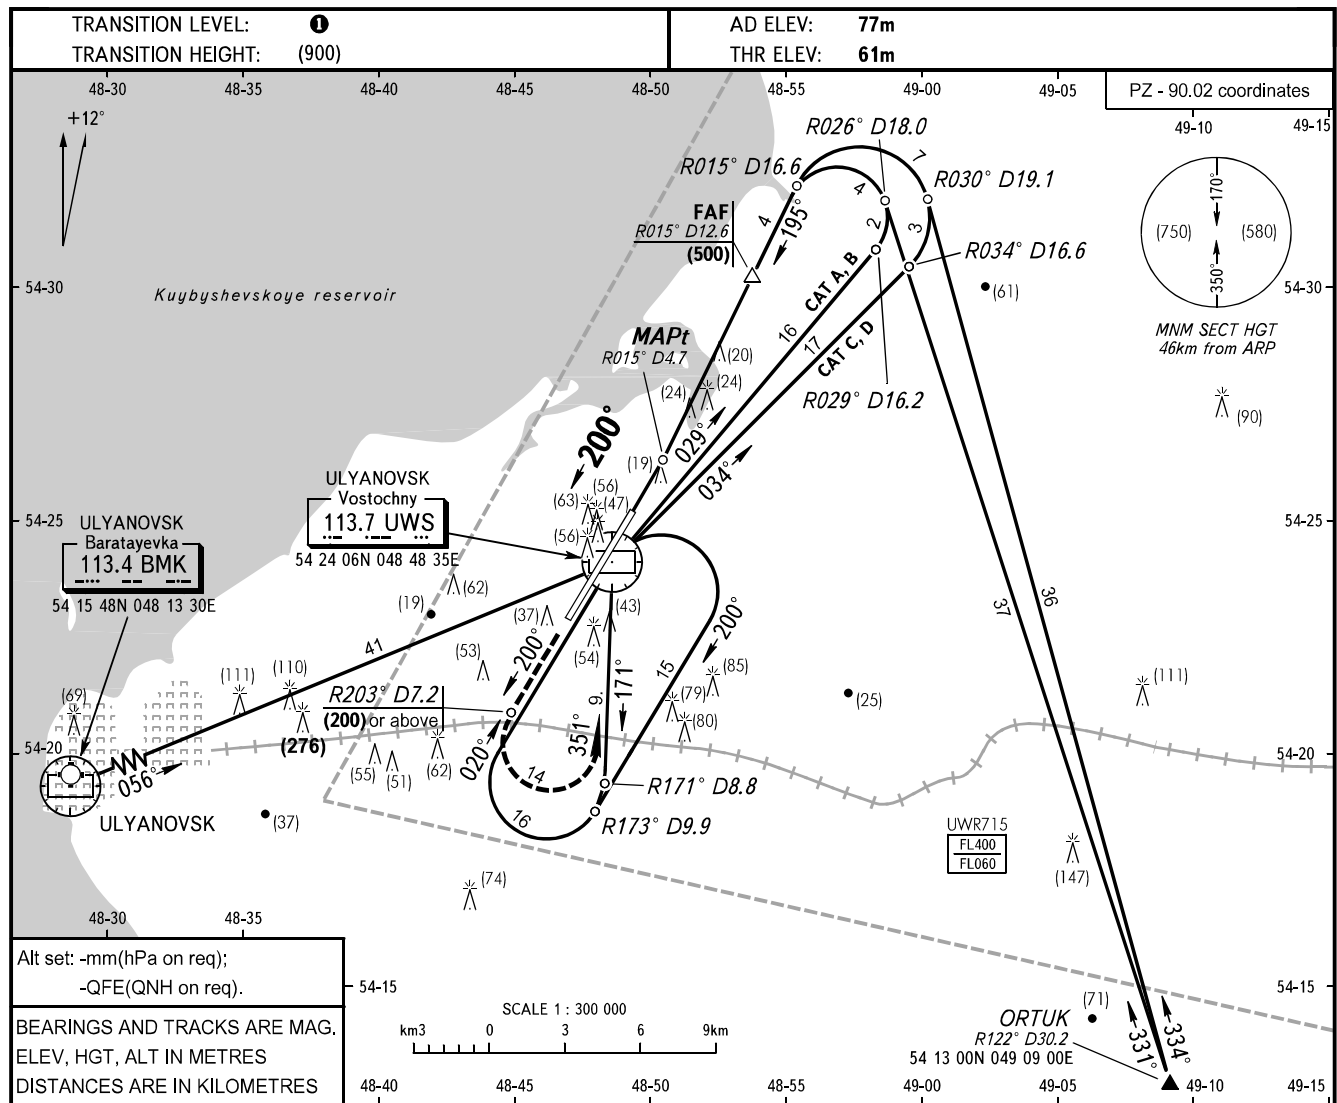 TRANSITION LEVEL: ❶
TRANSITION HEIGHT: (900)
AD ELEV: 77m
THR ELEV: 61m
48-30 48-35 48-40 48-45 48-50 48-55 49-00 49-05
PZ - 90.02 coordinates
49-10 49-15
+12°
R026° D18.0
7
R015° D16.6
4
R030° D19.1
170°
FAF
R015° D12.6
(500)
4
195°
2
3
(750) (580)
R034° D16.6
350°
54-30
Kuybyshevskoye reservoir
CAT A, B
(61)
54-30
16
17
CAT C, D
MNM SECT HGT
46km from ARP
MAPt
R015° D4.7
(20)
(24)
(24)
R029° D16.2
(90)
200°
029°
034°
(19)
ULYANOVSK
Vostochny
113.7 UWS
54 24 06N 048 48 35E
(56)
(63)
(47)
(56)
54-25
54-25
ULYANOVSK
Baratayevka
113.4 BMK
54 15 48N 048 13 30E
(62)
(19)
(37)
(43)
37
36
41
200°
(54)
200°
(53)
171°
15
(85)
(111)
(110)
(69)
R203° D7.2
(200) or above
9.
(79)
(80)
(25)
(111)
(276)
020°
351°
54-20
54-20
056°
(55)
(51)
(62)
14
R171° D8.8
16
R173° D9.9
ULYANOVSK
(37)
UWR715
FL400
FL060
(147)
(74)
48-30 48-35
Alt set: -mm(hPa on req);
-QFE(QNH on req).
54-15
54-15
BEARINGS AND TRACKS ARE MAG.
ELEV, HGT, ALT IN METRES
DISTANCES ARE IN KILOMETRES
SCALE 1 : 300 000
km3 0 3 6 9km
(71)
ORTUK
R122° D30.2
54 13 00N 049 09 00E
331°
334°
48-40 48-45 48-50 48-55 49-00 49-05 49-10 49-15